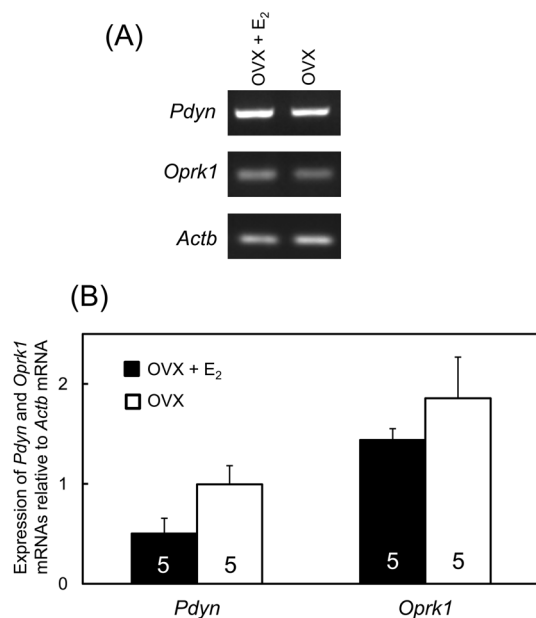 (A)
OVX + E₂
OVX
Pdyn
Oprk1
Actb
(B)
Expression of Pdyn and Oprk1
mRNAs relative to Actb mRNA
2
1
0
OVX + E₂
OVX
5
5
5
5
Pdyn
Oprk1